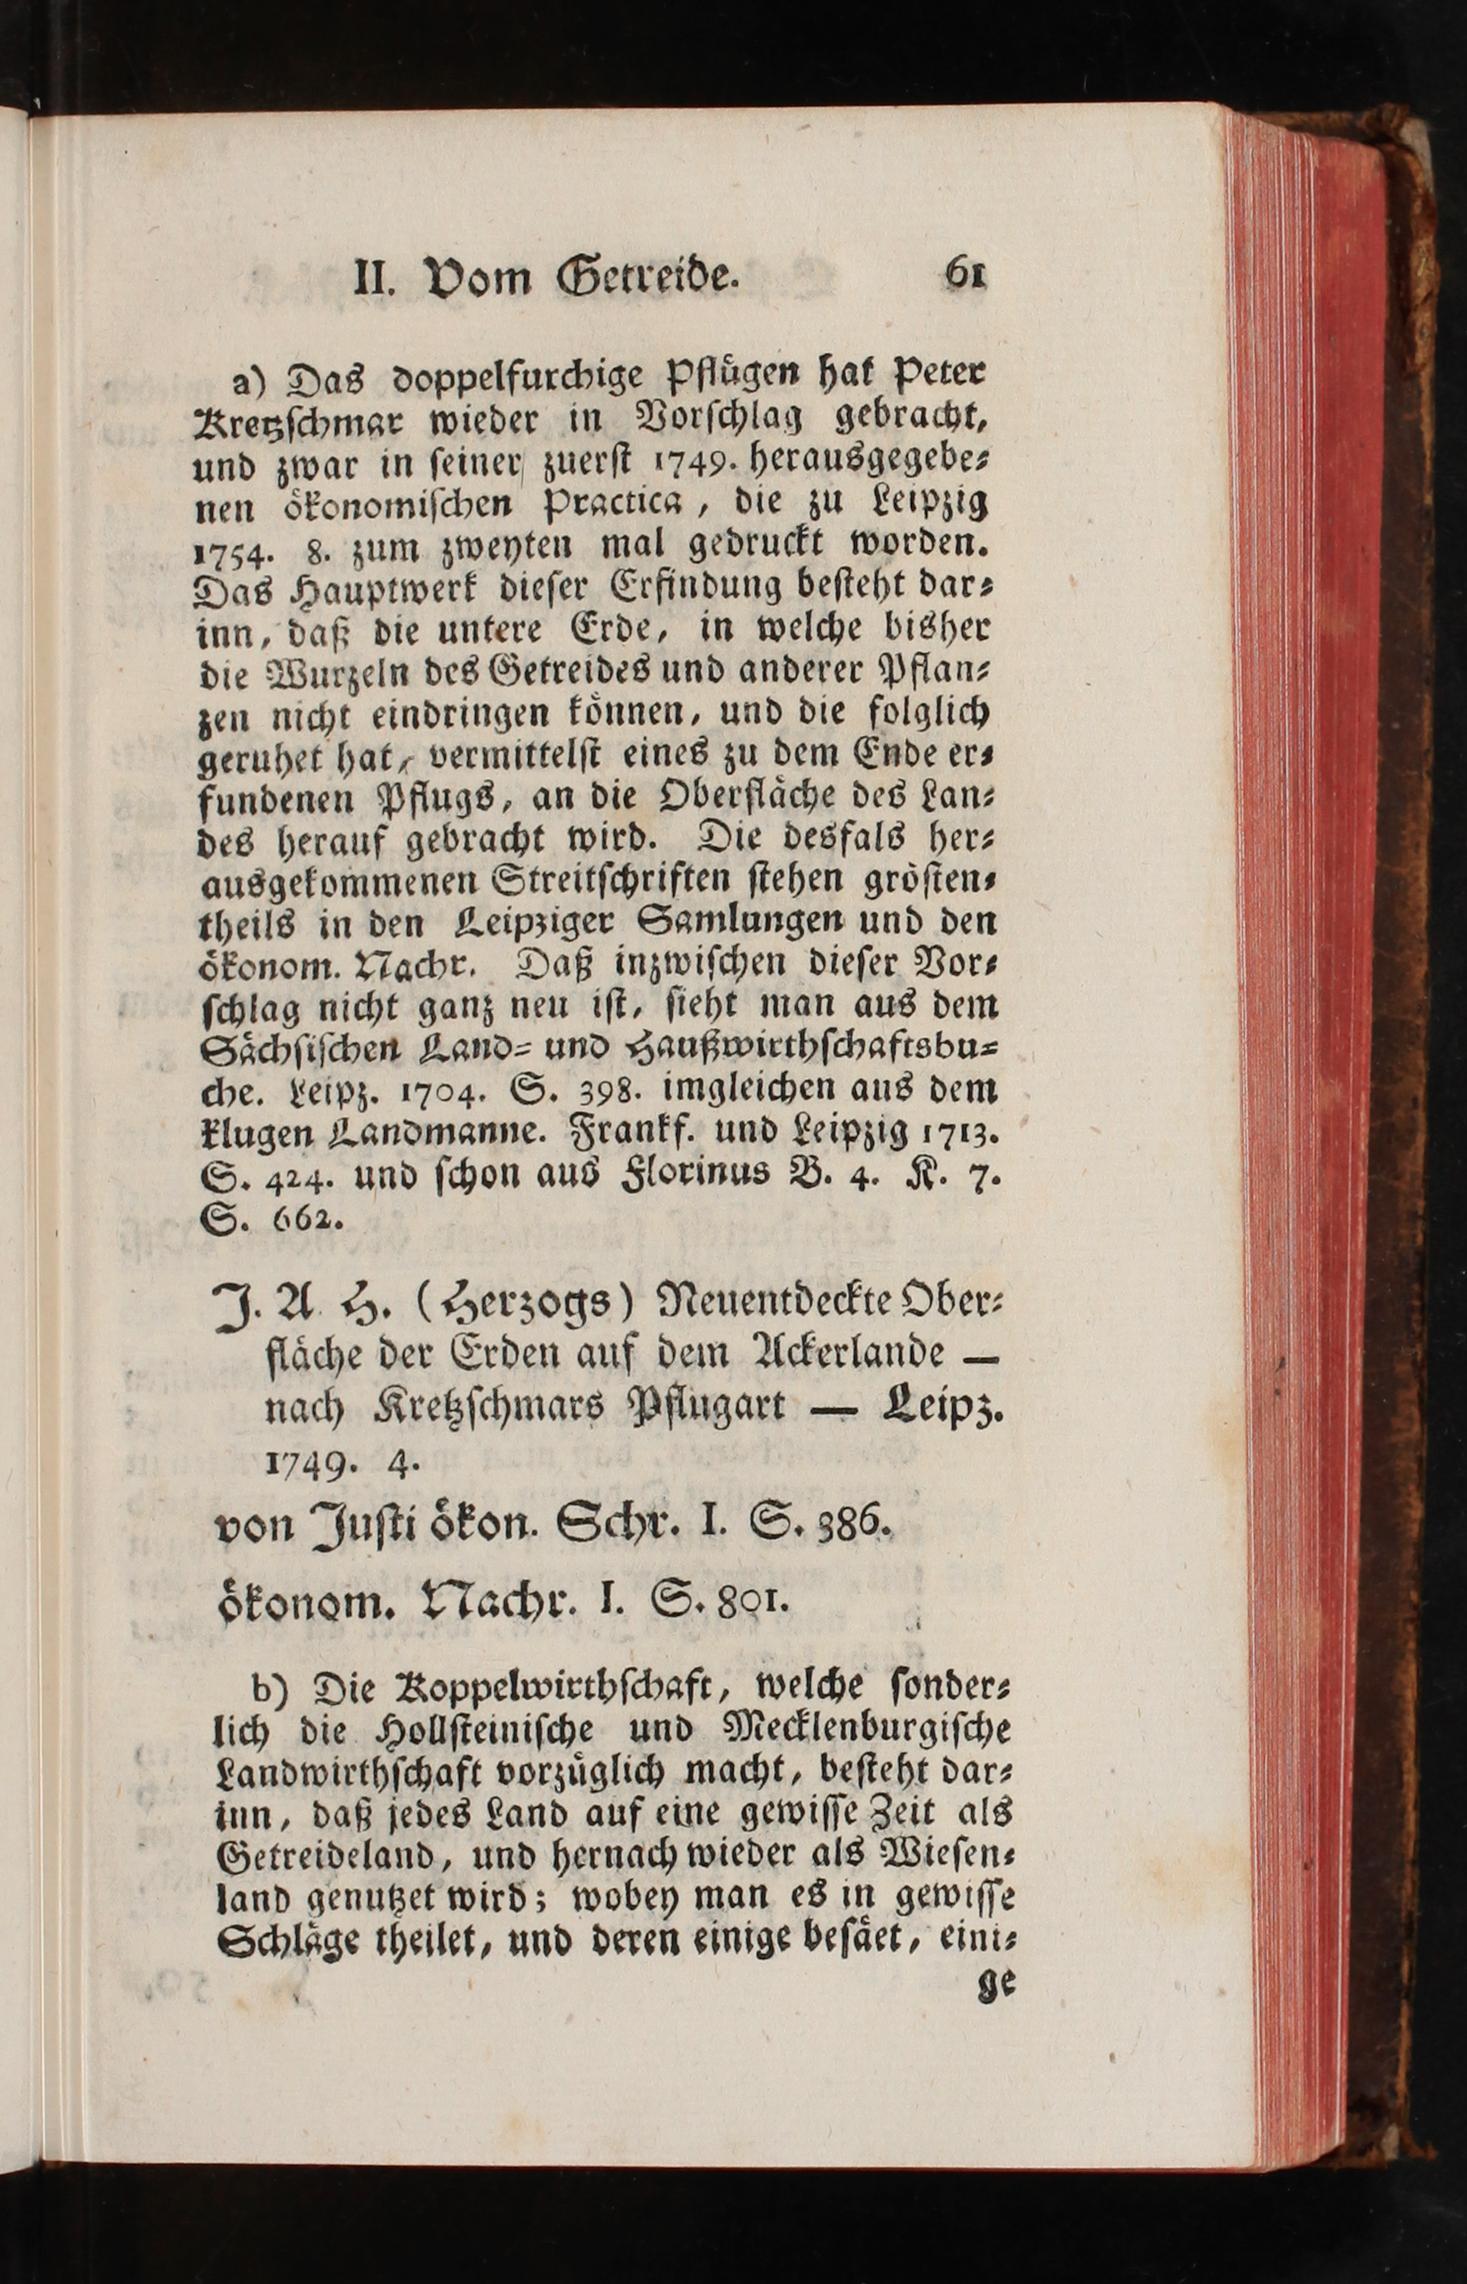 II. Vom Getreide. 61
a) Das doppelfurchige Pflügen hat Peter
Kretzschmar wieder in Vorschlag gebracht,
und zwar in seiner zuerst 1749. herausgegebe-
nen ökonomischen Practica, die zu Leipzig
1754. 8. zum zweyten mal gedruckt worden.
Das Hauptwerk dieser Erfindung besteht dar-
inn, daß die untere Erde, in welche bisher
die Wurzeln des Getreides und anderer Pflan-
zen nicht eindringen können, und die folglich
geruhet hat, vermittelst eines zu dem Ende er-
fundenen Pflugs, an die Oberfläche des Lan-
des herauf gebracht wird. Die desfals her-
ausgekommenen Streitschriften stehen grösten-
theils in den Leipziger Samlungen und den
ökonom. Nachr. Daß inzwischen dieser Vor-
schlag nicht ganz neu ist, sieht man aus dem
Sächsischen Land- und Haußwirthschaftsbu-
che. Leipz. 1704. S. 398. imgleichen aus dem
klugen Landmanne. Frankf. und Leipzig 1713.
S. 424. und schon aus Florinus B. 4. K. 7.
S. 662.
J. A. H. (Herzogs) Neuentdeckte Ober-
fläche der Erden auf dem Ackerlande —
nach Kretzschmars Pflugart — Leipz.
1749. 4.
von Justi ökon. Schr. I. S. 386.
ökonom. Nachr. I. S. 801.
b) Die Koppelwirthschaft, welche sonder-
lich die Hollsteinische und Mecklenburgische
Landwirthschaft vorzüglich macht, besteht dar-
inn, daß jedes Land auf eine gewisse Zeit als
Getreideland, und hernach wieder als Wiesen-
land genutzet wird; wobey man es in gewisse
Schläge theilet, und deren einige besäet, eini-
ge